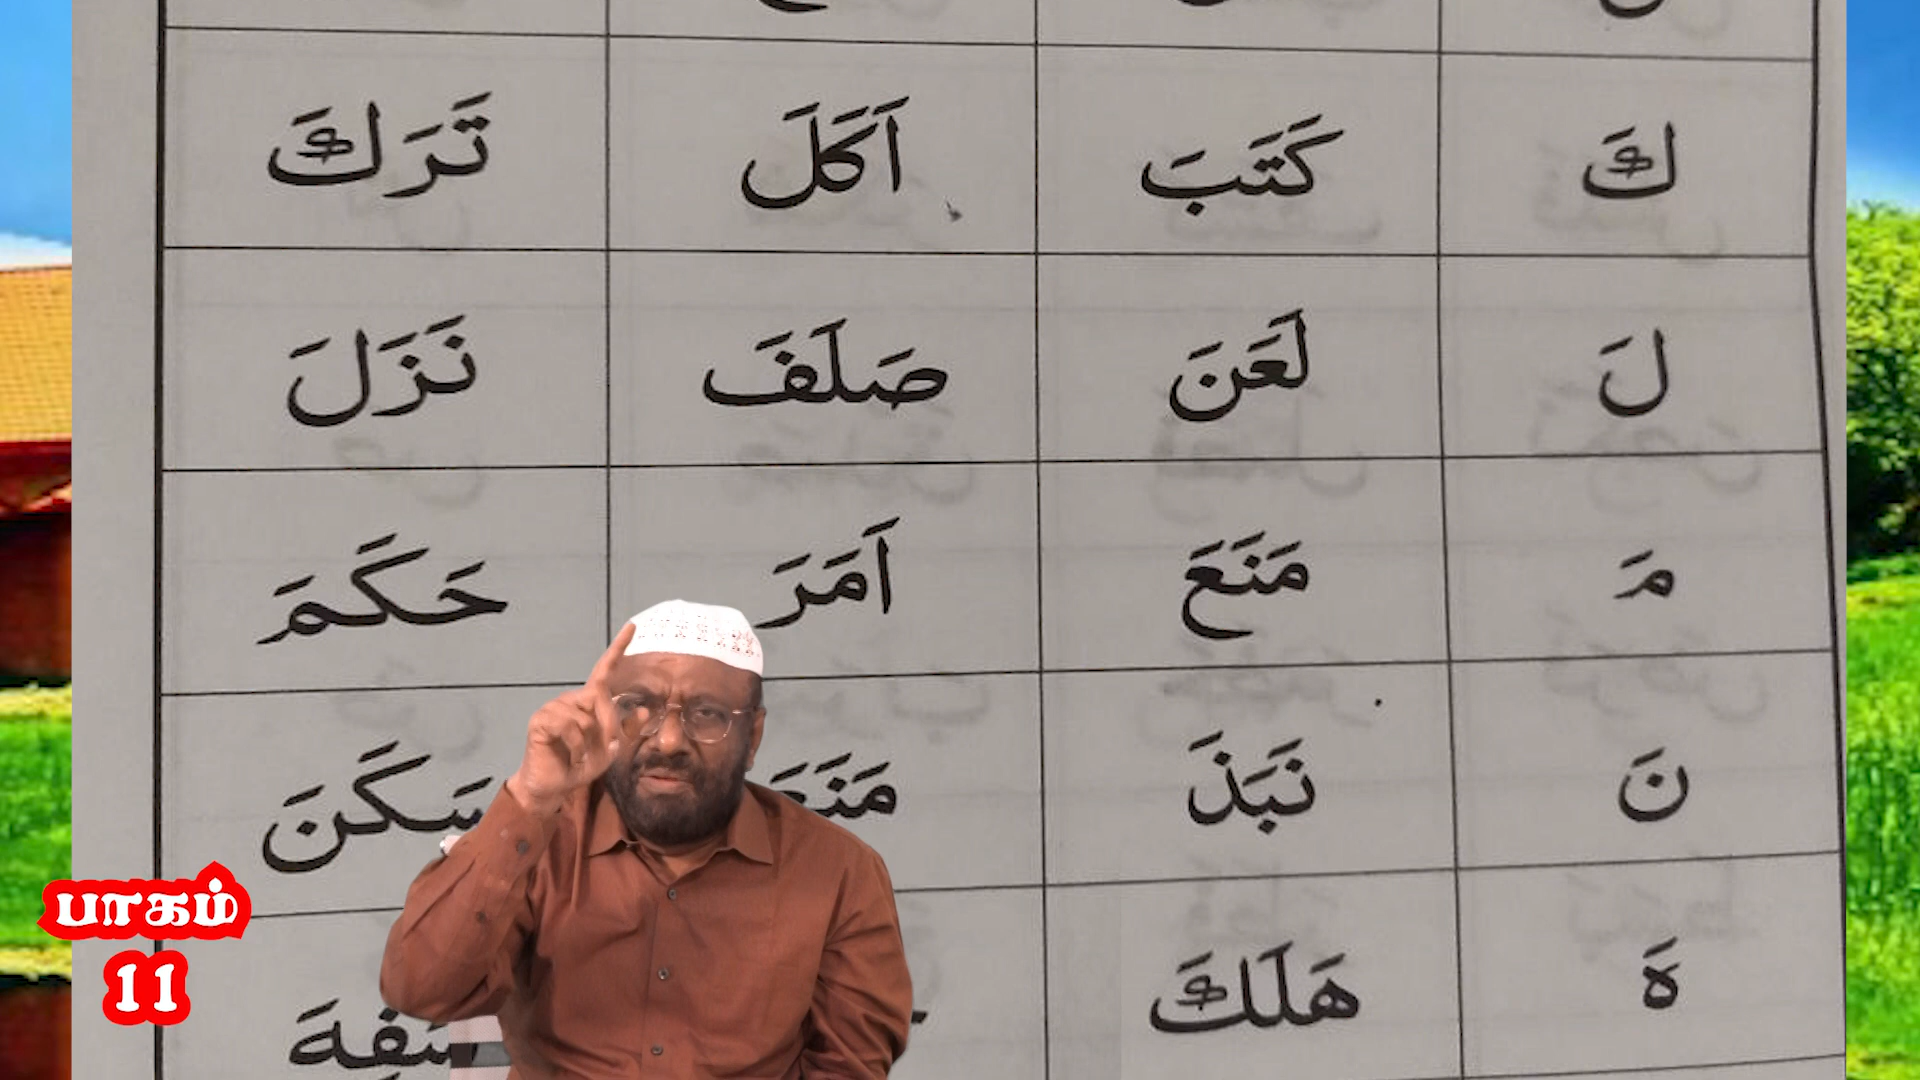 كَ كَتَبَ اَكَلَ تَرَكَ
لَ لَعَنَ صَلَفَ نَزَلَ
مَ مَنَعَ اَمَرَ حَكَمَ
نَ نَبَذَ سَكَنَ
هَ هَلَكَ
பாகம்
11